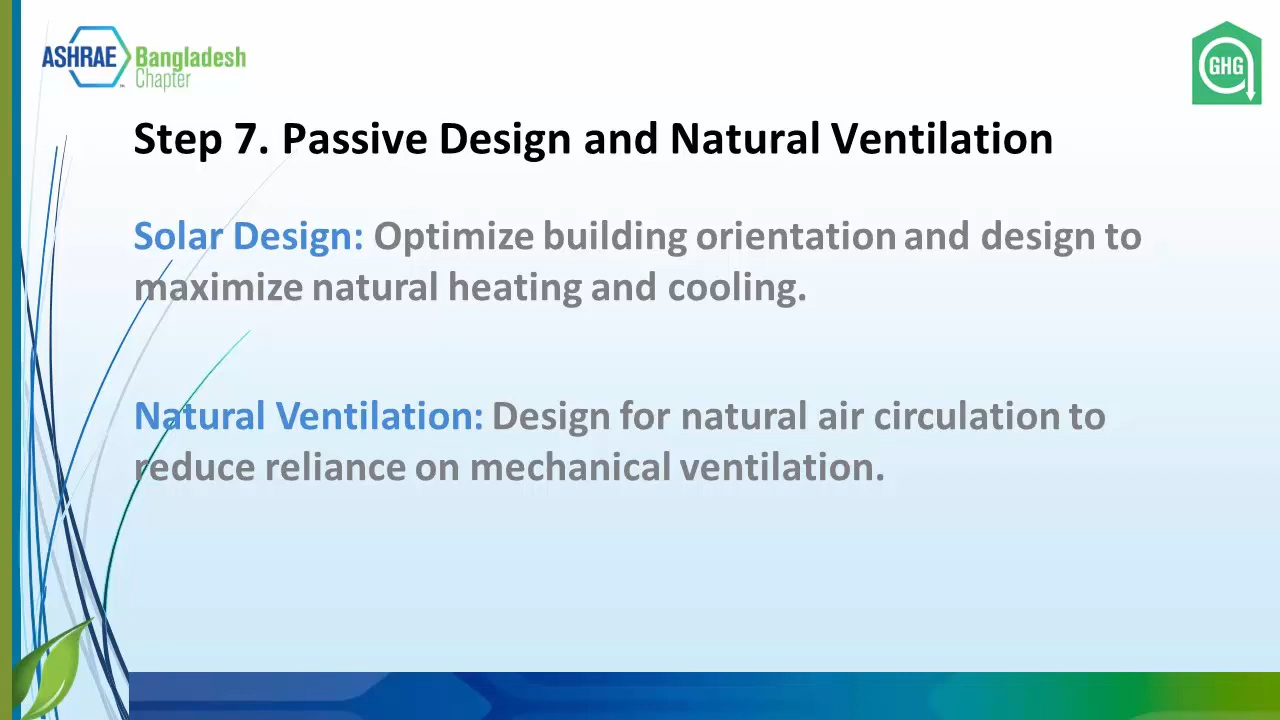 ASHRAE Bangladesh
Chapter
GHG
Step 7. Passive Design and Natural Ventilation
Solar Design: Optimize building orientation and design to
maximize natural heating and cooling.
Natural Ventilation: Design for natural air circulation to
reduce reliance on mechanical ventilation.